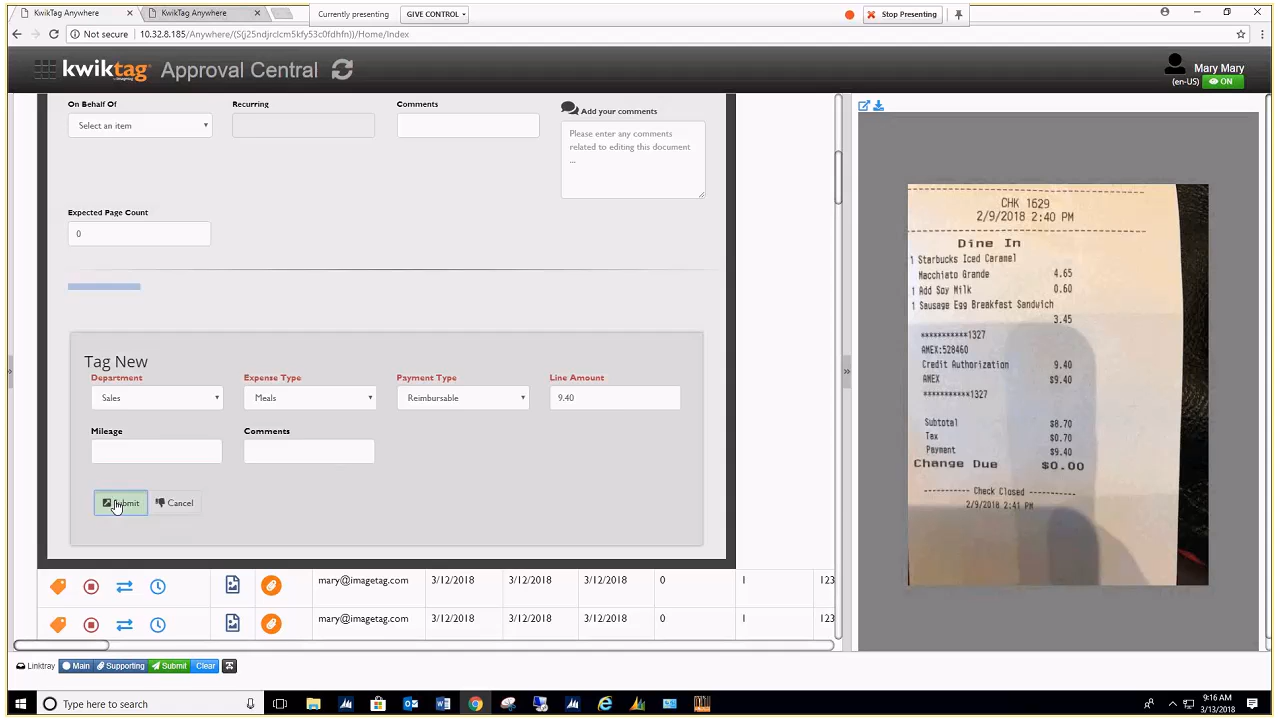 KwikTag Anywhere
KwikTag Anywhere
Currently presenting
GIVE CONTROL
Stop Presenting
Not secure
10.32.8.185/Anywhere/(S(j25ndjrclcm5kfy53c0fdhfn))/Home/Index
kwiktag
Approval Central
Mary Mary
(en-US)
ON
On Behalf Of
Recurring
Comments
Add your comments
Select an item
Please enter any comments
related to editing this document
...
Expected Page Count
0
Tag New
Department
Expense Type
Payment Type
Line Amount
Sales
Meals
Reimbursable
9.40
Mileage
Comments
Submit
Cancel
mary@imagetag.com
3/12/2018
3/12/2018
3/12/2018
0
1
123
mary@imagetag.com
3/12/2018
3/12/2018
3/12/2018
0
1
123
Linktray
Main
Supporting
Submit
Clear
CHK 1629
2/9/2018 2:40 PM
Dine In
1 Starbucks Iced Caramel
Macchiato Grande 4.65
1 Add Soy Milk 0.60
1 Sausage Egg Breakfast Sandwich
3.45
***********1327
AMEX:528460
Credit Authorization 9.40
AMEX $9.40
***********1327
Subtotal $8.70
Tax $0.70
Payment $9.40
Change Due $0.00
---------- Check Closed ----------
2/9/2018 2:41 PM
Type here to search
9:16 AM
3/13/2018